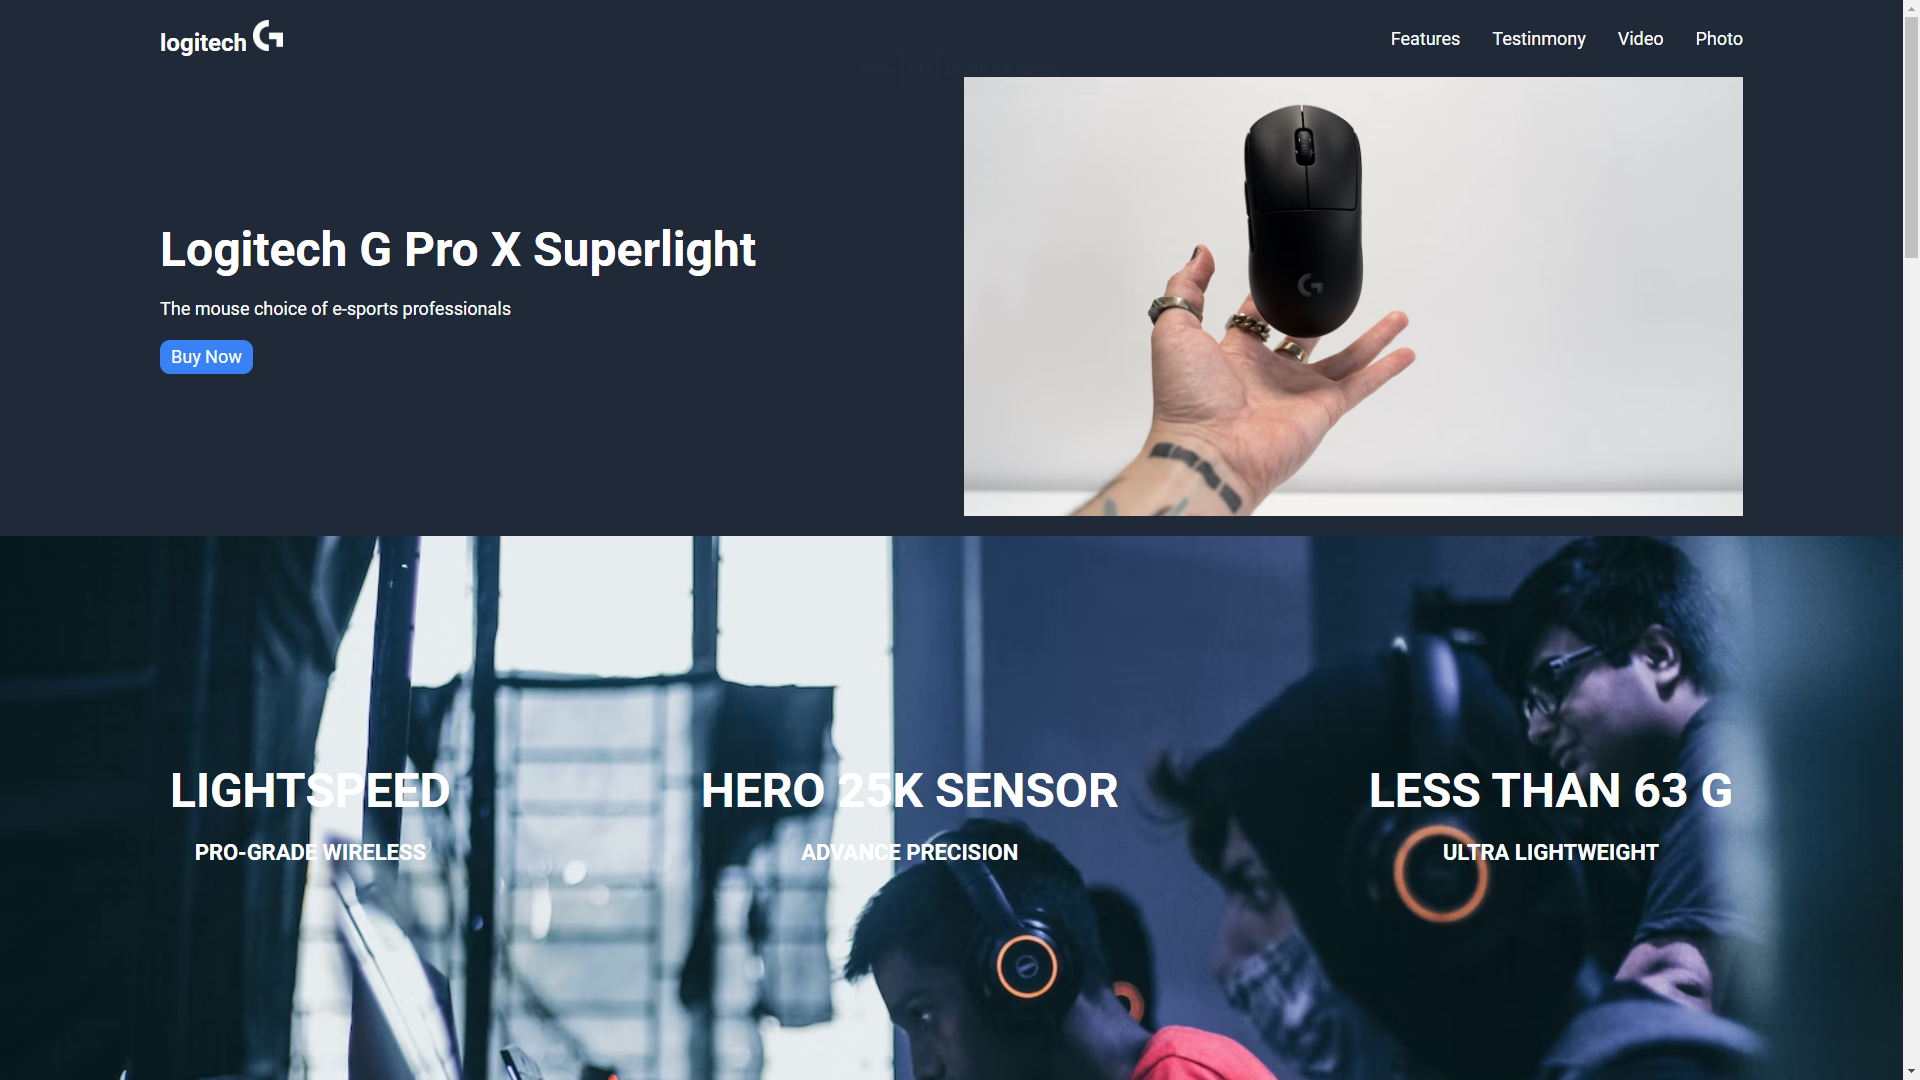 logitech G
Features Testinmony Video Photo
Logitech G Pro X Superlight
The mouse choice of e-sports professionals
Buy Now
LIGHTSPEED
PRO-GRADE WIRELESS
HERO 25K SENSOR
ADVANCE PRECISION
LESS THAN 63 G
ULTRA LIGHTWEIGHT